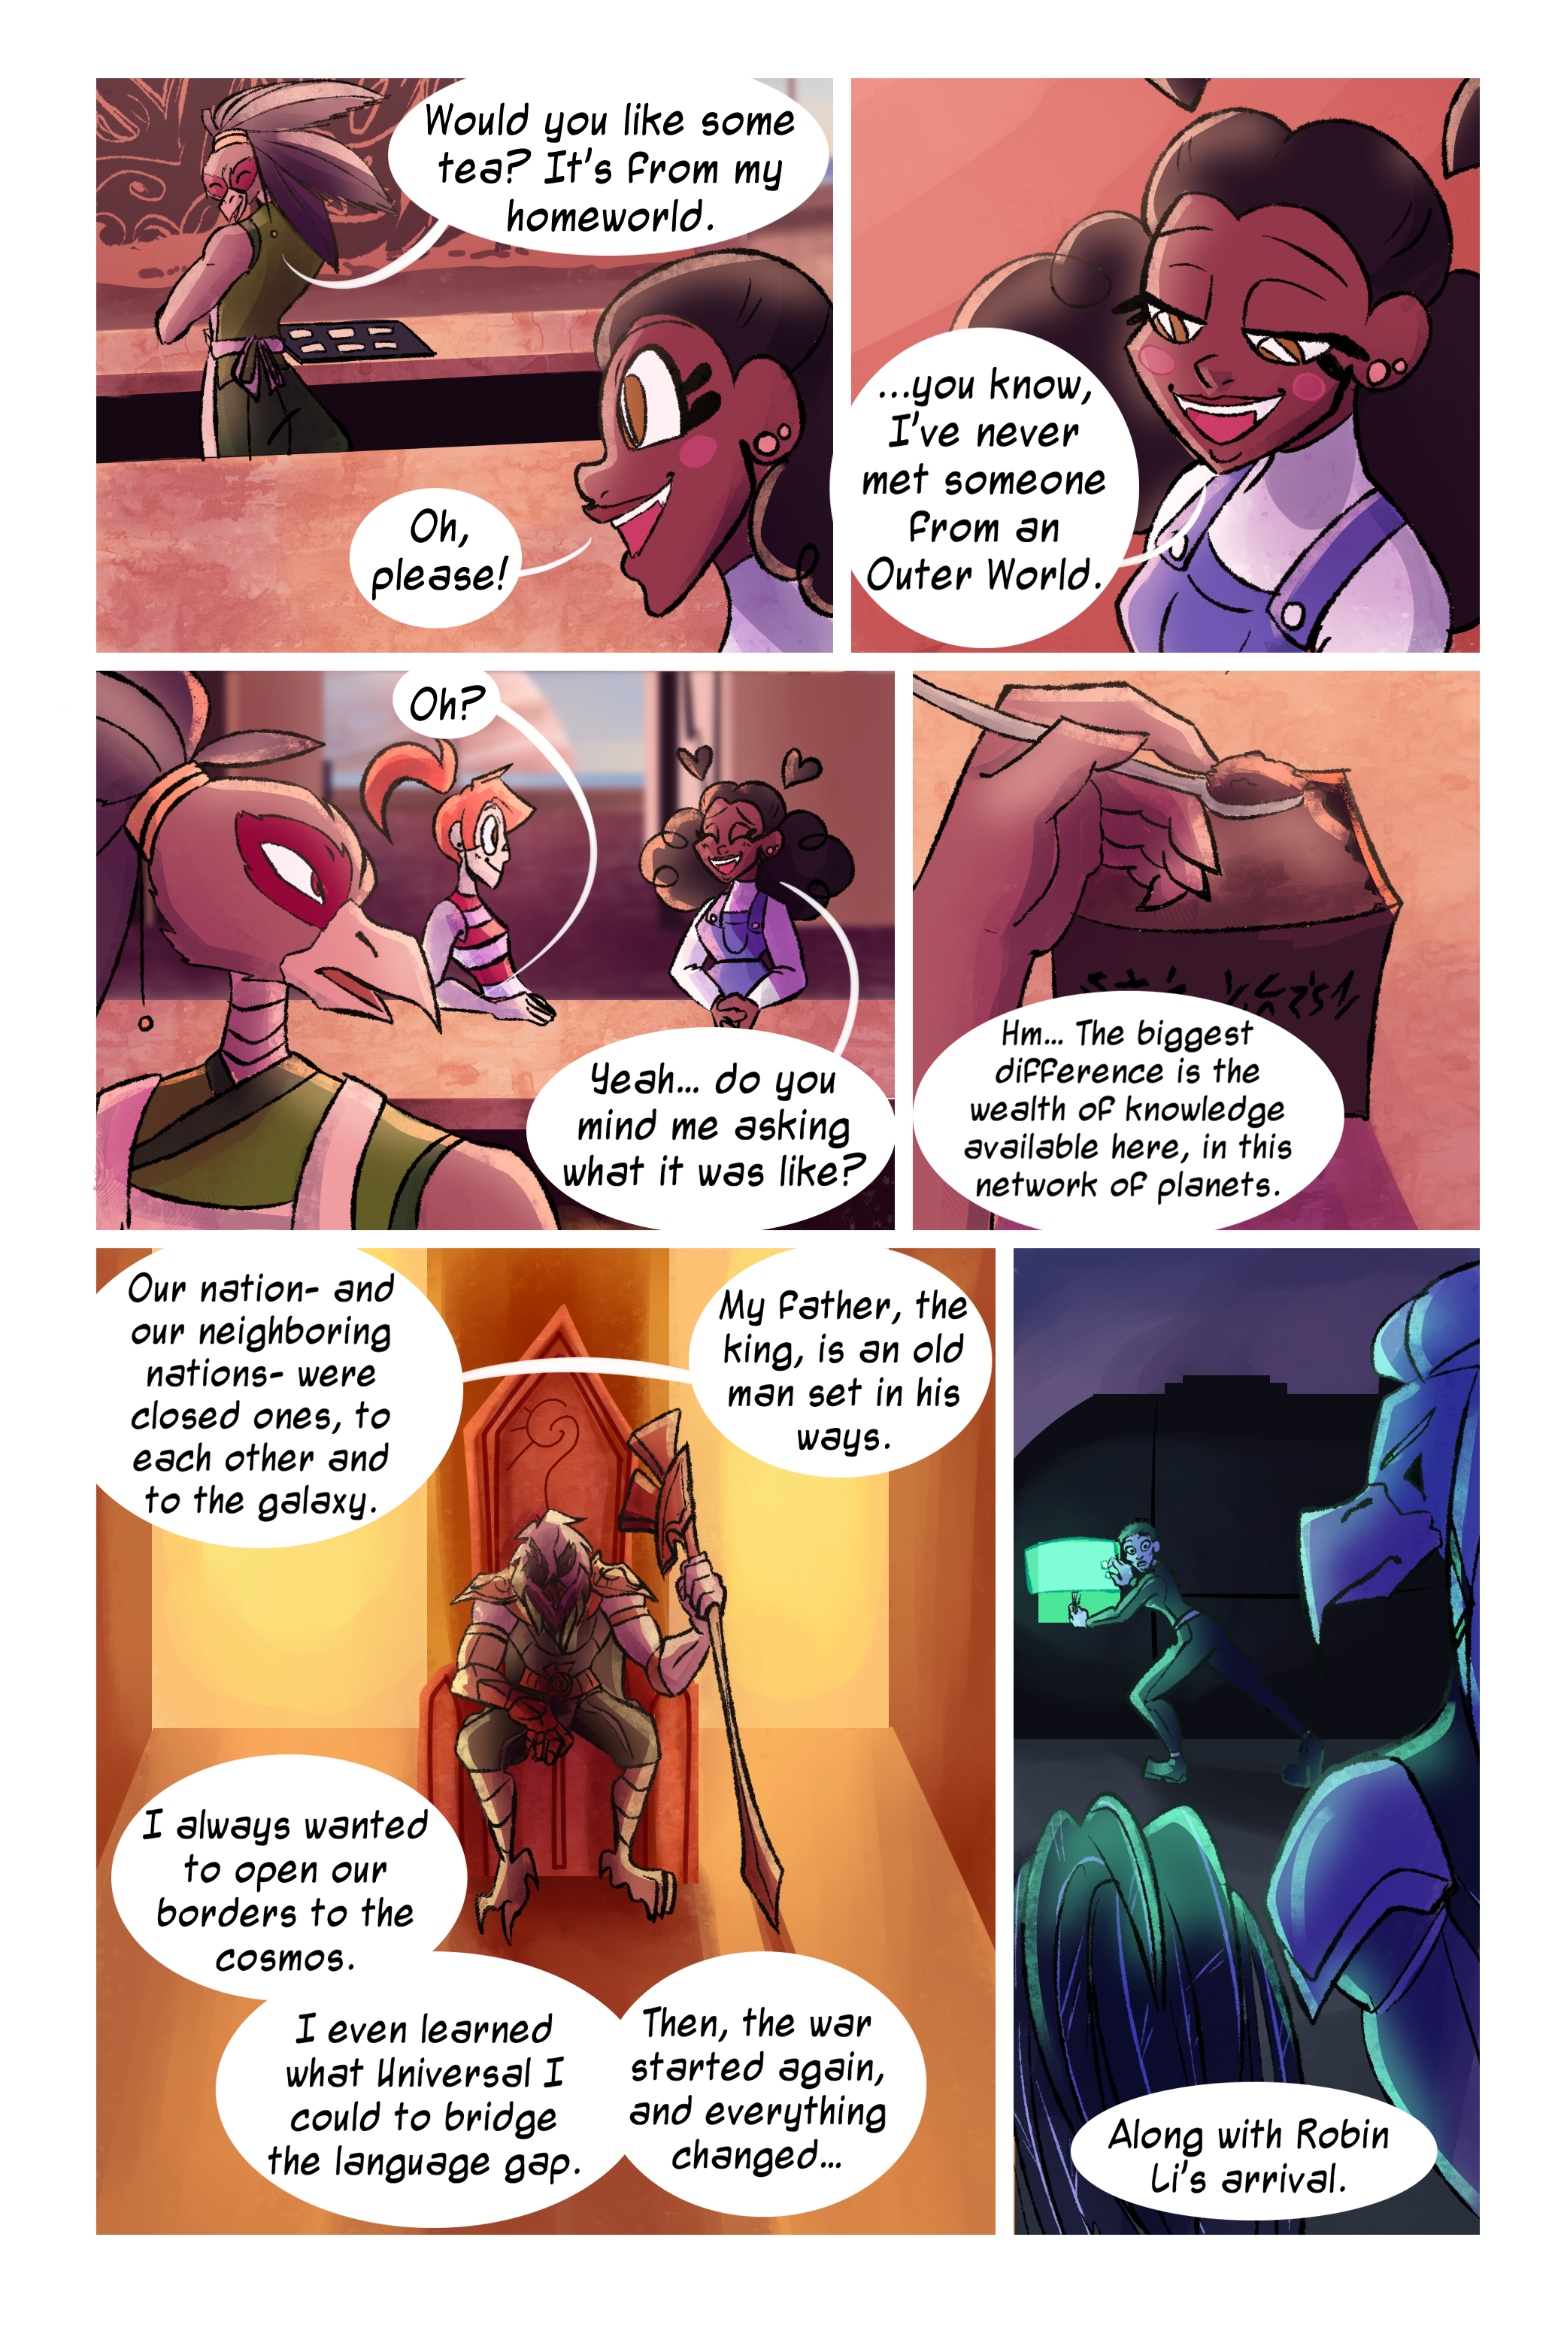 Would you like some
tea? It's from my
homeworld.
Oh,
please!
...you know,
I've never
met someone
from an
Outer World.
Oh?
Yeah... do you
mind me asking
what it was like?
Hm... The biggest
difference is the
wealth of knowledge
available here, in this
network of planets.
Our nation- and
our neighboring
nations- were
closed ones, to
each other and
to the galaxy.
My father, the
king, is an old
man set in his
ways.
I always wanted
to open our
borders to the
cosmos.
I even learned
what Universal I
could to bridge
the language gap.
Then, the war
started again,
and everything
changed...
Along with Robin
Li's arrival.